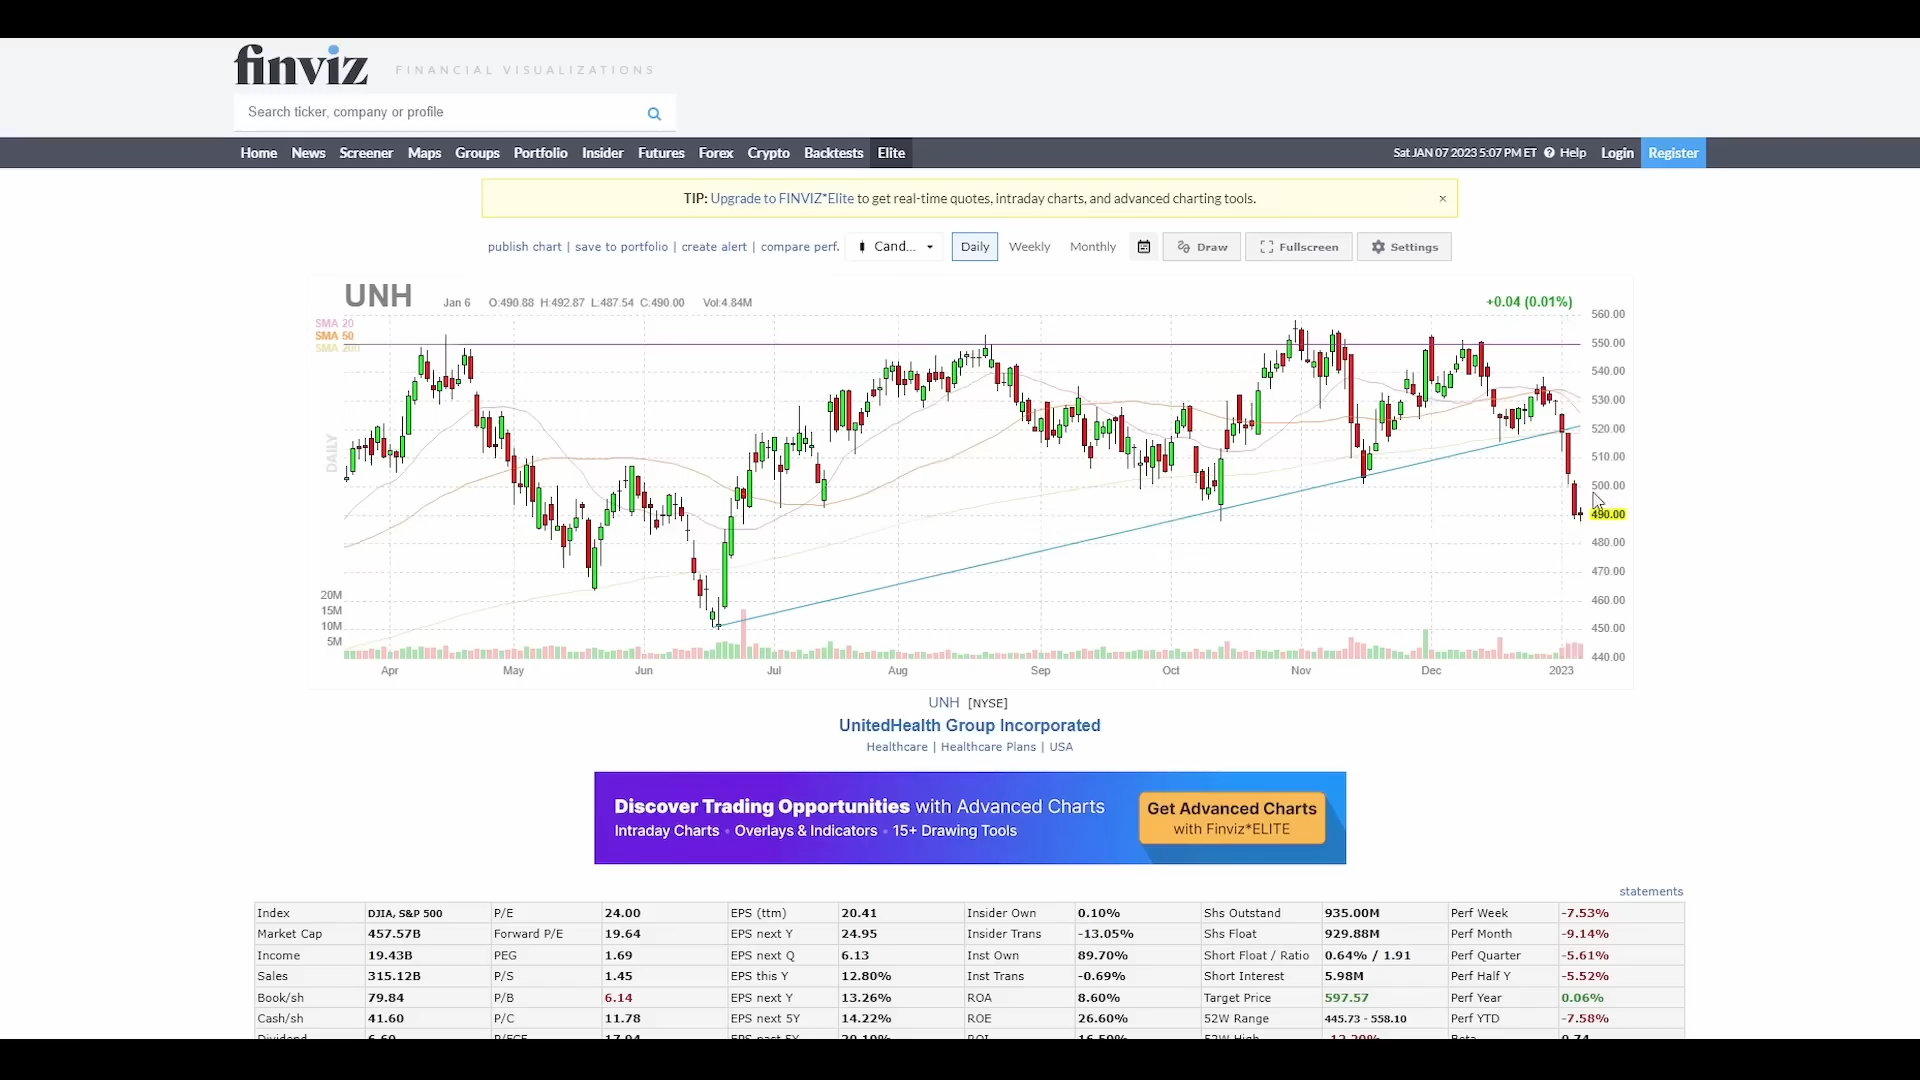 finviz FINANCIAL VISUALIZATIONS
Search ticker, company or profile
Home News Screener Maps Groups Portfolio Insider Futures Forex Crypto Backtests Elite Sat JAN 07 2023 5:07 PM ET Help Login Register
TIP: Upgrade to FINVIZ*Elite to get real-time quotes, intraday charts, and advanced charting tools. ×
publish chart | save to portfolio | create alert | compare perf. Cand... Daily Weekly Monthly Draw Fullscreen Settings
UNH Jan 6 O:490.88 H:492.87 L:487.54 C:490.00 Vol:4.84M +0.04 (0.01%)
SMA 20
SMA 50
SMA 200
DAILY
560.00
550.00
540.00
530.00
520.00
510.00
500.00
490.00
480.00
470.00
460.00
450.00
440.00
20M
15M
10M
5M
Apr May Jun Jul Aug Sep Oct Nov Dec 2023
UNH [NYSE]
UnitedHealth Group Incorporated
Healthcare | Healthcare Plans | USA
Discover Trading Opportunities with Advanced Charts
Intraday Charts • Overlays & Indicators • 15+ Drawing Tools
Get Advanced Charts
with Finviz*ELITE
statements
Index DJIA, S&P 500 P/E 24.00 EPS (ttm) 20.41 Insider Own 0.10% Shs Outstand 935.00M Perf Week -7.53%
Market Cap 457.57B Forward P/E 19.64 EPS next Y 24.95 Insider Trans -13.05% Shs Float 929.88M Perf Month -9.14%
Income 19.43B PEG 1.69 EPS next Q 6.13 Inst Own 89.70% Short Float / Ratio 0.64% / 1.91 Perf Quarter -5.61%
Sales 315.12B P/S 1.45 EPS this Y 12.80% Inst Trans -0.69% Short Interest 5.98M Perf Half Y -5.52%
Book/sh 79.84 P/B 6.14 EPS next Y 13.26% ROA 8.60% Target Price 597.57 Perf Year 0.06%
Cash/sh 41.60 P/C 11.78 EPS next 5Y 14.22% ROE 26.60% 52W Range 445.73 - 558.10 Perf YTD -7.58%